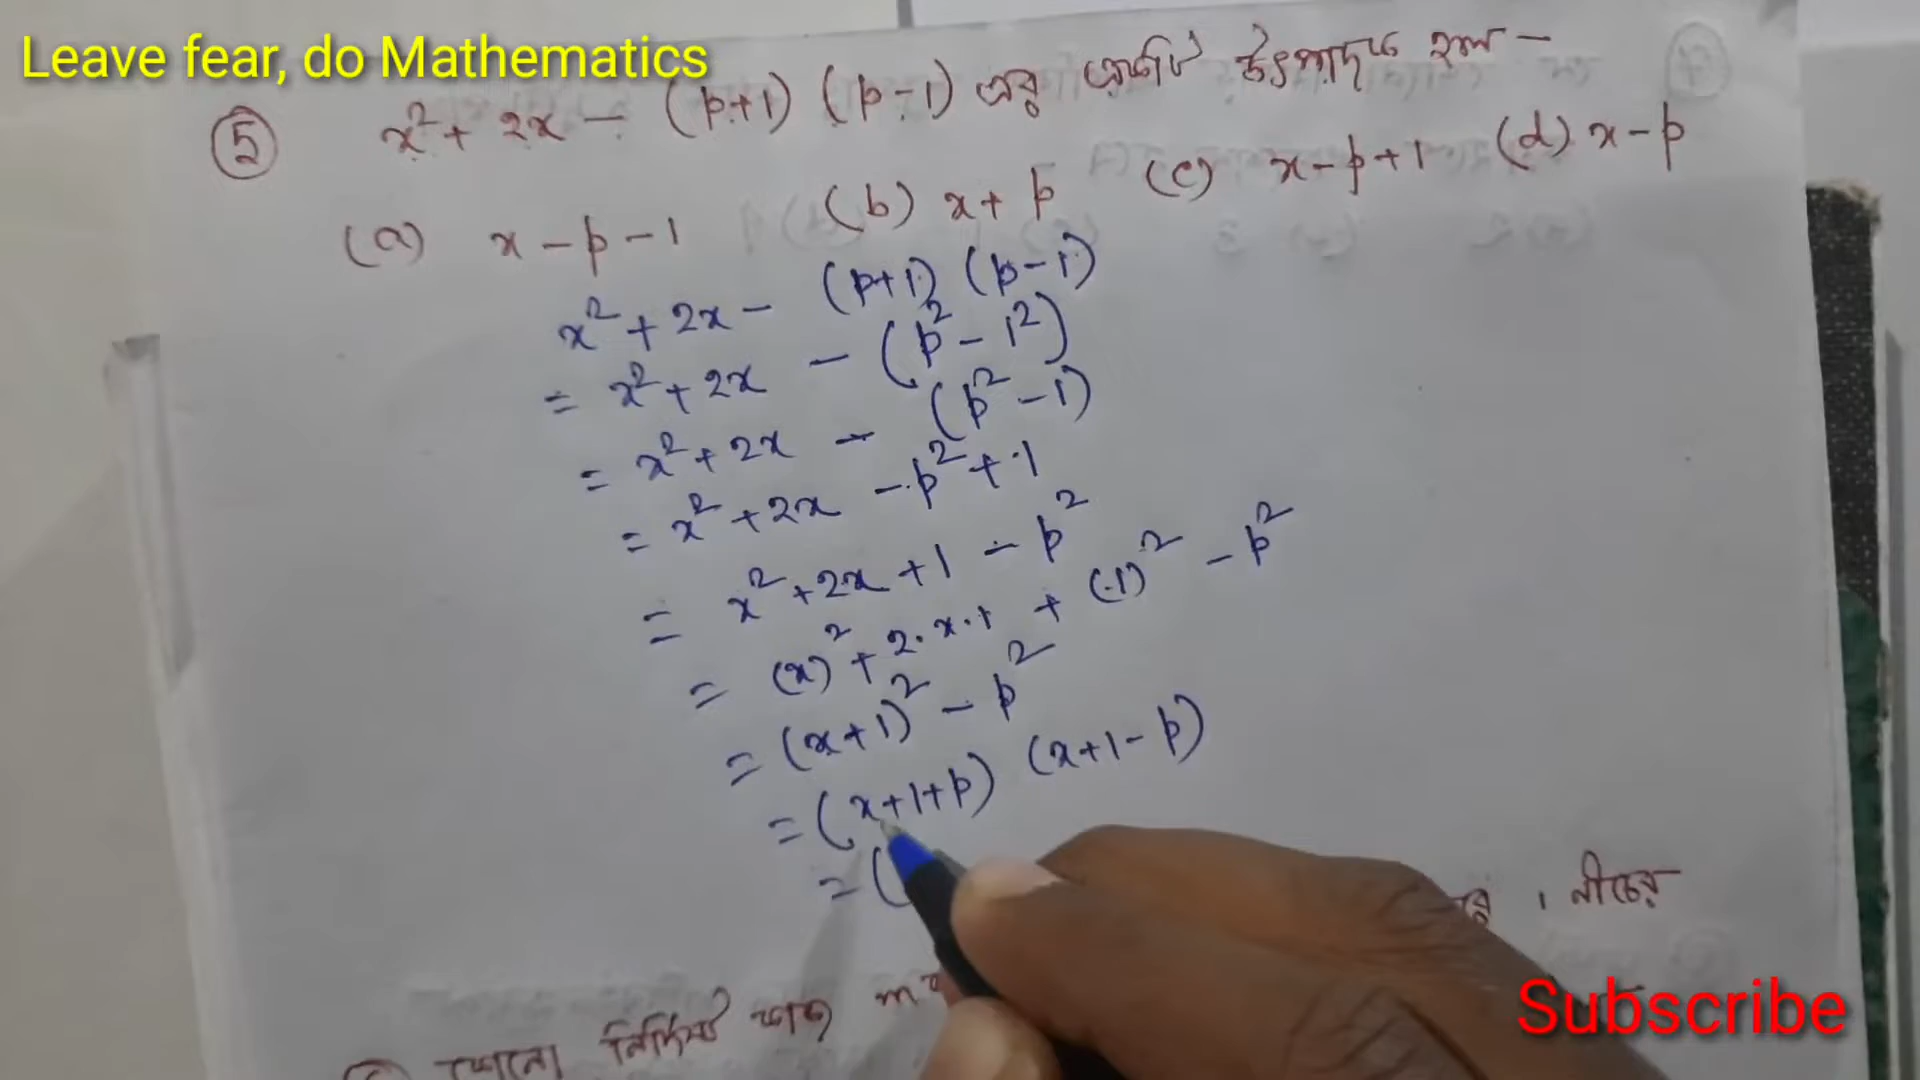 Leave fear, do Mathematics
⑤ x² + 2x − (p+1) (p−1) এর একটি উৎপাদক হল −
(a) x − p − 1 (b) x + p (c) x − p + 1 (d) x − p
x² + 2x − (p+1) (p−1)
= x² + 2x − (p² − 1²)
= x² + 2x − (p² − 1)
= x² + 2x − p² + 1
= x² + 2x + 1 − p²
= (x)² + 2·x·1 + (1)² − p²
= (x+1)² − p²
= (x+1+p) (x+1−p)
= (
। নীচের
কোনো নির্দিষ্ট
Subscribe